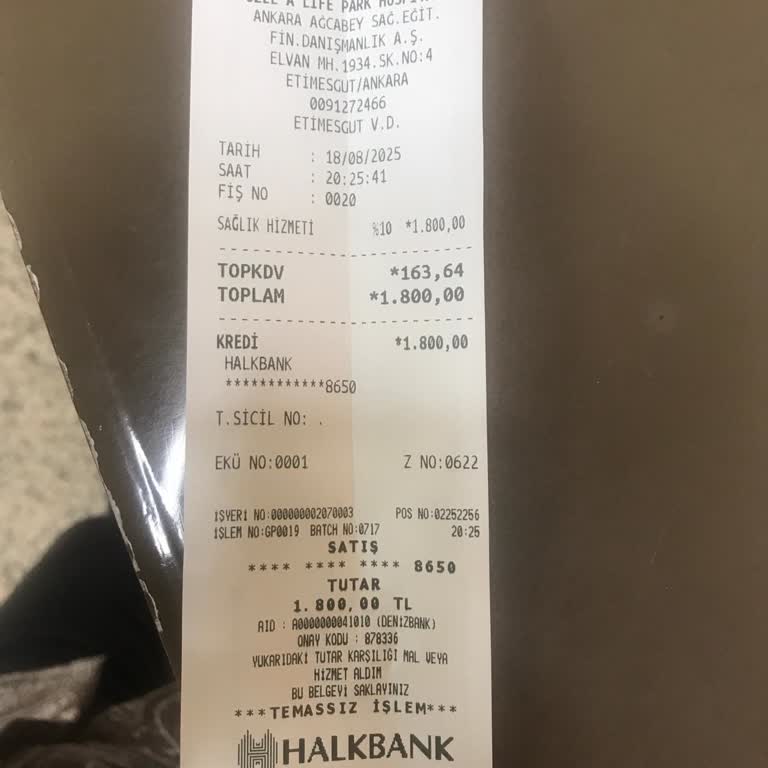 LIFE PARK
ANKARA AĞCABEY SAĞ.EĞİT.
FİN.DANIŞMANLIK A.Ş.
ELVAN MH.1934.SK.NO:4
ETİMESGUT/ANKARA
0091272466
ETİMESGUT V.D.
TARİH : 18/08/2025
SAAT : 20:25:41
FİŞ NO : 0020
SAĞLIK HİZMETİ %10 *1.800,00
TOPKDV *163,64
TOPLAM *1.800,00
KREDİ *1.800,00
HALKBANK
************8650
T.SİCİL NO: .
EKÜ NO:0001 Z NO:0622
İŞYERİ NO:000000002070003 POS NO:02252256
İŞLEM NO:GP0019 BATCH NO:0717 20:25
SATIŞ
**** **** **** 8650
TUTAR
1.800,00 TL
AID : A0000000041010 (DENİZBANK)
ONAY KODU : 878336
YUKARIDAKİ TUTAR KARŞILIĞI MAL VEYA
HİZMET ALDIM
BU BELGEYİ SAKLAYINIZ
***TEMASSIZ İŞLEM***
HALKBANK